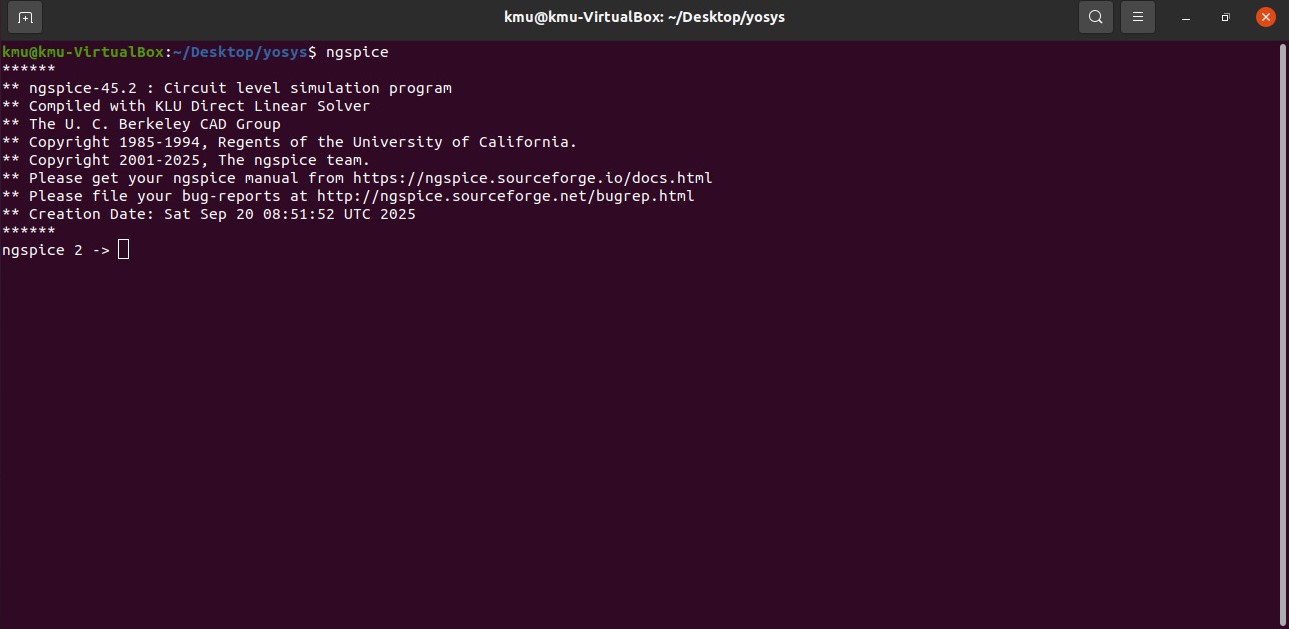 kmu@kmu-VirtualBox: ~/Desktop/yosys
kmu@kmu-VirtualBox:~/Desktop/yosys$ ngspice
******
** ngspice-45.2 : Circuit level simulation program
** Compiled with KLU Direct Linear Solver
** The U. C. Berkeley CAD Group
** Copyright 1985-1994, Regents of the University of California.
** Copyright 2001-2025, The ngspice team.
** Please get your ngspice manual from https://ngspice.sourceforge.io/docs.html
** Please file your bug-reports at http://ngspice.sourceforge.net/bugrep.html
** Creation Date: Sat Sep 20 08:51:52 UTC 2025
******
ngspice 2 ->